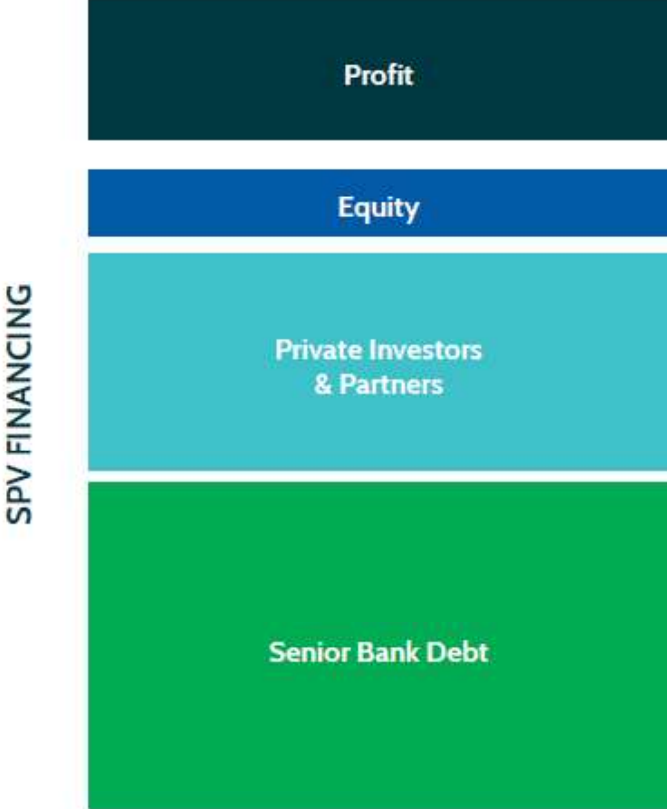 Profit
Equity
Private Investors
& Partners
Senior Bank Debt
SPV FINANCING